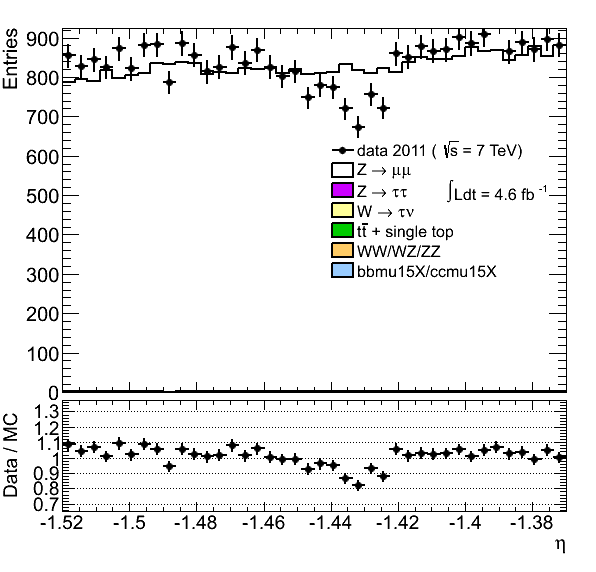 Entries
900
800
700
600
500
400
300
200
100
0
data 2011 ( √s = 7 TeV)
Z → μμ
Z → ττ
∫Ldt = 4.6 fb⁻¹
W → τν
tt̄ + single top
WW/WZ/ZZ
bbmu15X/ccmu15X
Data / MC
1.3
1.2
1.1
1
0.9
0.8
0.7
-1.52 -1.5 -1.48 -1.46 -1.44 -1.42 -1.4 -1.38
η